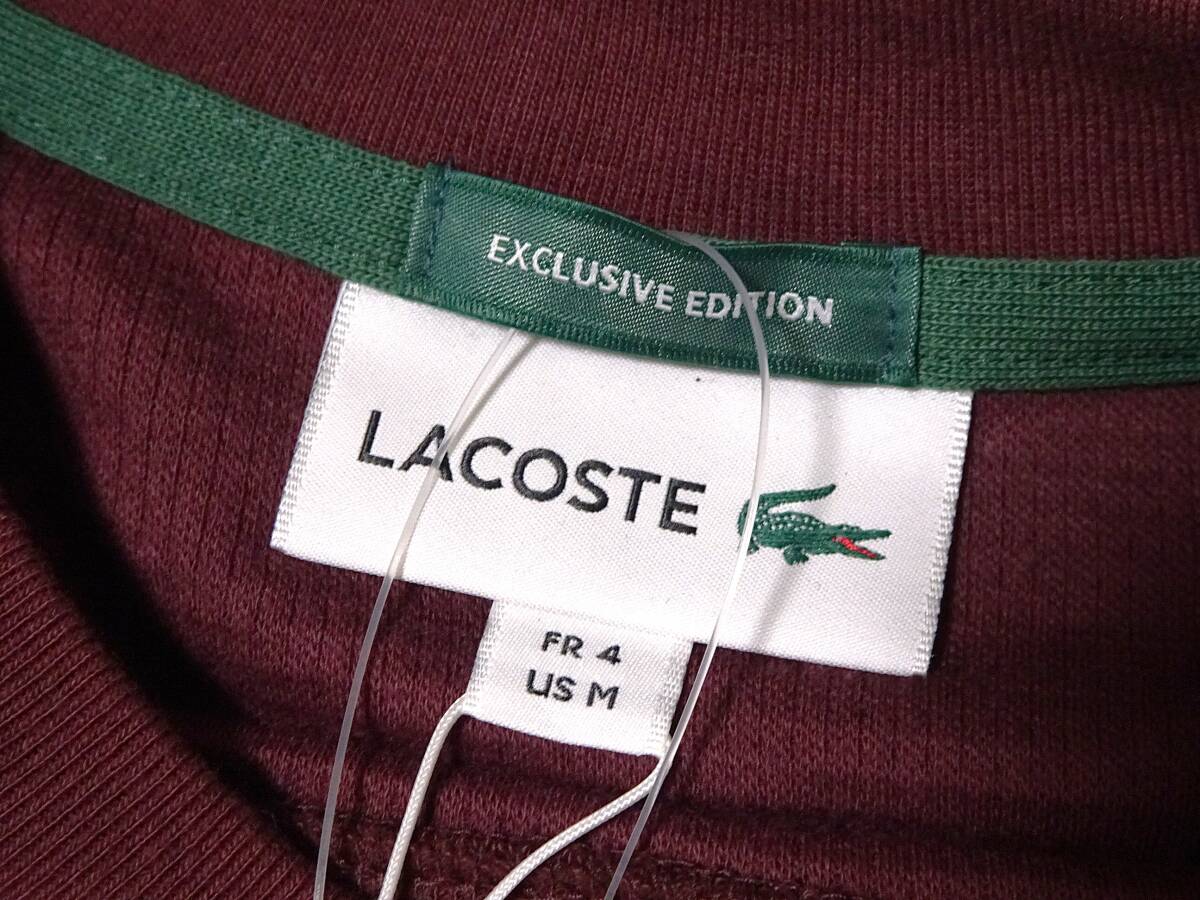 EXCLUSIVE EDITION
LACOSTE
FR 4
US M